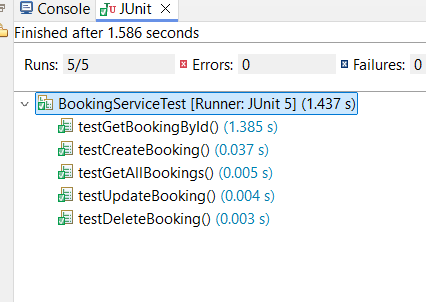 Console JUnit
Finished after 1.586 seconds
Runs: 5/5 Errors: 0 Failures: 0
BookingServiceTest [Runner: JUnit 5] (1.437 s)
testGetBookingById() (1.385 s)
testCreateBooking() (0.037 s)
testGetAllBookings() (0.005 s)
testUpdateBooking() (0.004 s)
testDeleteBooking() (0.003 s)